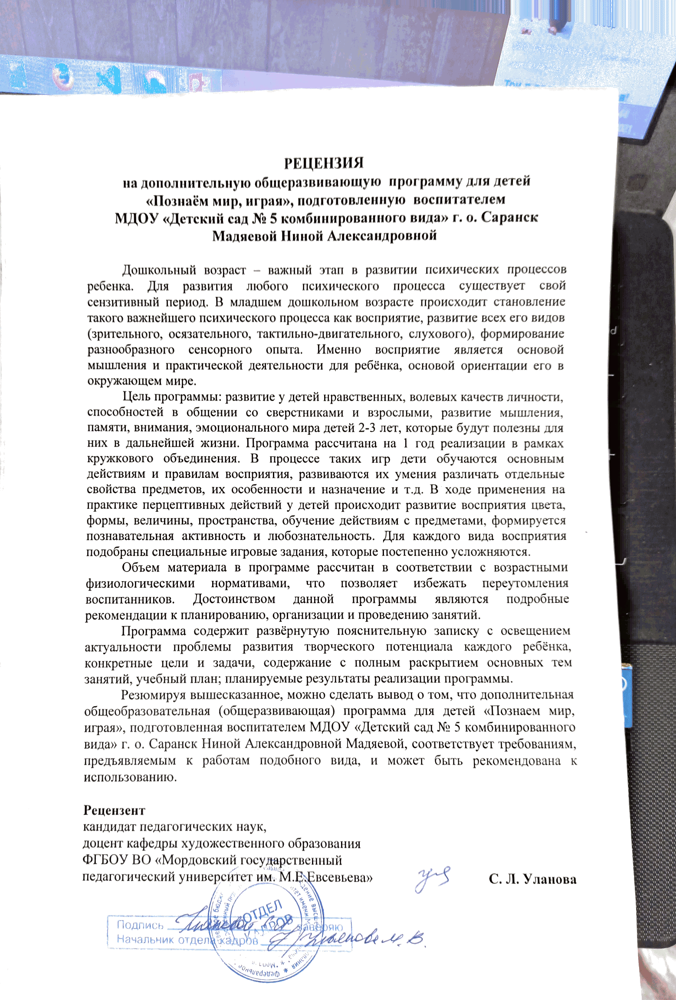 РЕЦЕНЗИЯ
на дополнительную общеразвивающую программу для детей
«Познаём мир, играя», подготовленную воспитателем
МДОУ «Детский сад № 5 комбинированного вида» г. о. Саранск
Мадяевой Ниной Александровной
Дошкольный возраст – важный этап в развитии психических процессов
ребенка. Для развития любого психического процесса существует свой
сензитивный период. В младшем дошкольном возрасте происходит становление
такого важнейшего психического процесса как восприятие, развитие всех его видов
(зрительного, осязательного, тактильно-двигательного, слухового), формирование
разнообразного сенсорного опыта. Именно восприятие является основой
мышления и практической деятельности для ребёнка, основой ориентации его в
окружающем мире.
Цель программы: развитие у детей нравственных, волевых качеств личности,
способностей в общении со сверстниками и взрослыми, развитие мышления,
памяти, внимания, эмоционального мира детей 2-3 лет, которые будут полезны для
них в дальнейшей жизни. Программа рассчитана на 1 год реализации в рамках
кружкового объединения. В процессе таких игр дети обучаются основным
действиям и правилам восприятия, развиваются их умения различать отдельные
свойства предметов, их особенности и назначение и т.д. В ходе применения на
практике перцептивных действий у детей происходит развитие восприятия цвета,
формы, величины, пространства, обучение действиям с предметами, формируется
познавательная активность и любознательность. Для каждого вида восприятия
подобраны специальные игровые задания, которые постепенно усложняются.
Объем материала в программе рассчитан в соответствии с возрастными
физиологическими нормативами, что позволяет избежать переутомления
воспитанников. Достоинством данной программы являются подробные
рекомендации к планированию, организации и проведению занятий.
Программа содержит развёрнутую пояснительную записку с освещением
актуальности проблемы развития творческого потенциала каждого ребёнка,
конкретные цели и задачи, содержание с полным раскрытием основных тем
занятий, учебный план; планируемые результаты реализации программы.
Резюмируя вышесказанное, можно сделать вывод о том, что дополнительная
общеобразовательная (общеразвивающая) программа для детей «Познаем мир,
играя», подготовленная воспитателем МДОУ «Детский сад № 5 комбинированного
вида» г. о. Саранск Ниной Александровной Мадяевой, соответствует требованиям,
предъявляемым к работам подобного вида, и может быть рекомендована к
использованию.
Рецензент
кандидат педагогических наук,
доцент кафедры художественного образования
ФГБОУ ВО «Мордовский государственный
педагогический университет им. М.Е.Евсевьева» С. Л. Уланова
ОТДЕЛ
КАДРОВ
Подпись заверяю
Начальник отдела кадров